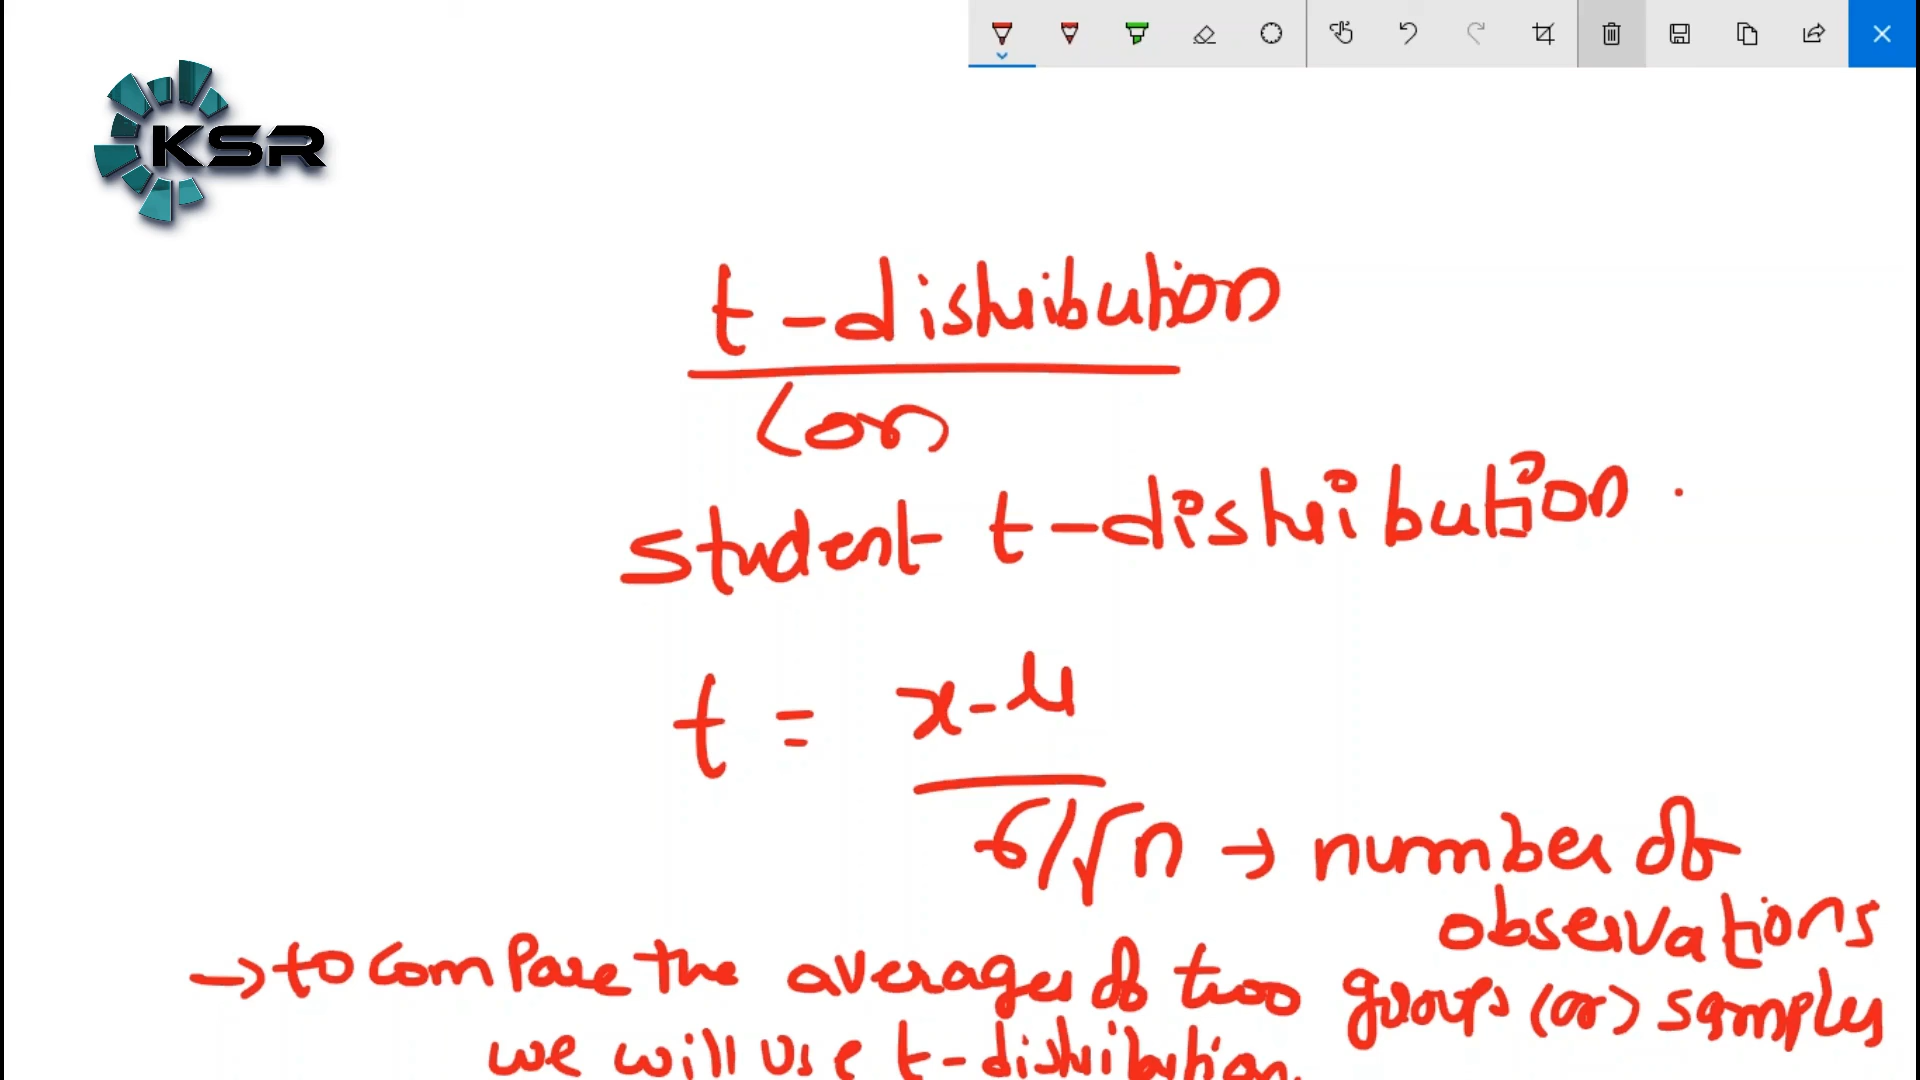 KSR
t-distribution
(or)
student t-distribution.
t = x-μ
σ/√n → number of
observations
→ to compare the averages of two groups (or) samples
we will use t-distribution.